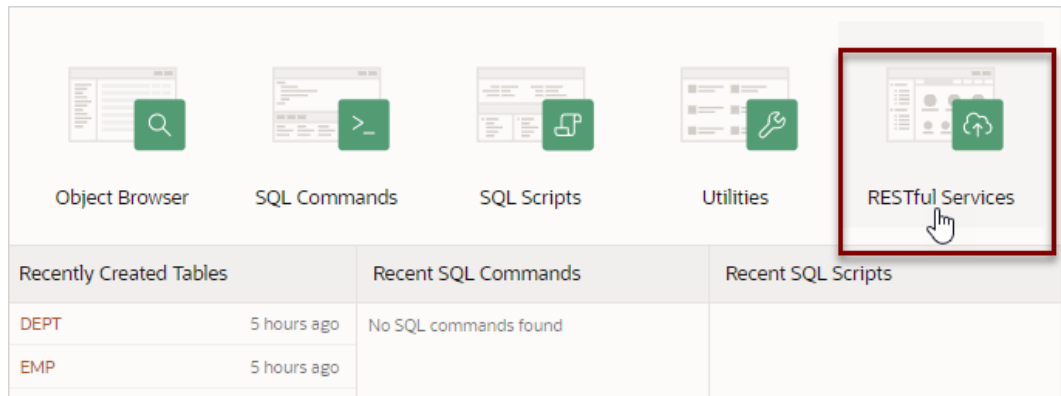 Object Browser
SQL Commands
SQL Scripts
Utilities
RESTful Services
Recently Created Tables
Recent SQL Commands
Recent SQL Scripts
DEPT 5 hours ago
No SQL commands found
EMP 5 hours ago